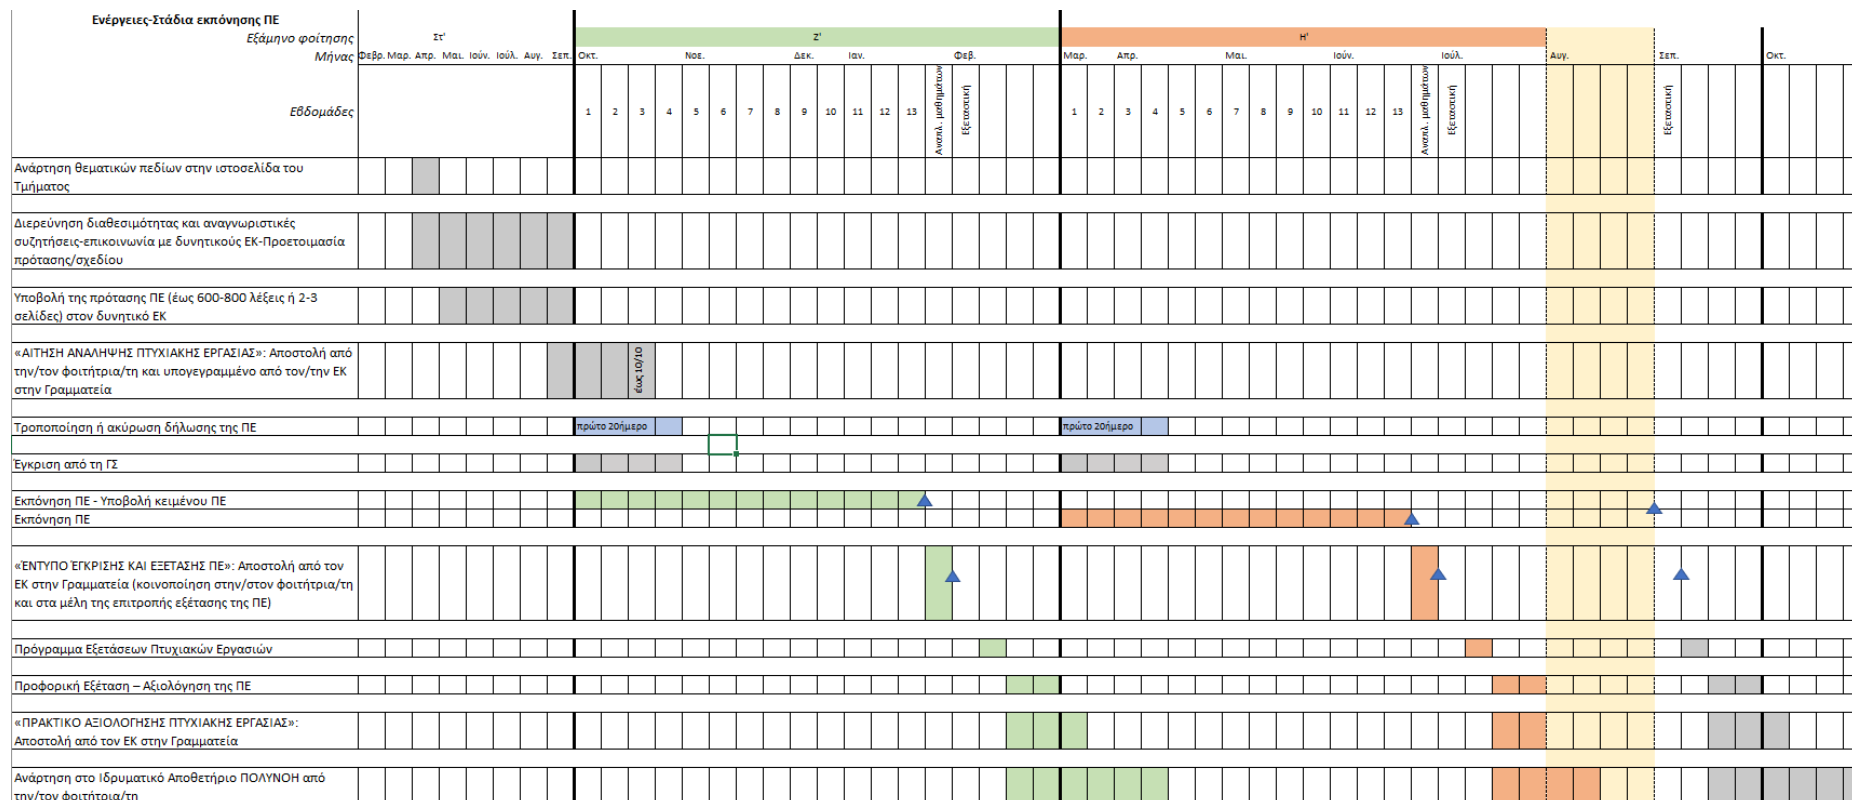 Ενέργειες-Στάδια εκπόνησης ΠΕ
Εξάμηνο φοίτησης Στ' Ζ' Η'
Μήνας Φεβρ. Μαρ. Απρ. Μαι. Ιούν. Ιούλ. Αυγ. Σεπ. Οκτ. Νοε. Δεκ. Ιαν. Φεβ. Μαρ. Απρ. Μαι. Ιούν. Ιούλ. Αυγ. Σεπ. Οκτ.
Εβδομάδες 1 2 3 4 5 6 7 8 9 10 11 12 13 Αναπλ. μαθημάτων Εξεταστική 1 2 3 4 5 6 7 8 9 10 11 12 13 Αναπλ. μαθημάτων Εξεταστική Εξεταστική
Ανάρτηση θεματικών πεδίων στην ιστοσελίδα του
Τμήματος
Διερεύνηση διαθεσιμότητας και αναγνωριστικές
συζητήσεις-επικοινωνία με δυνητικούς ΕΚ-Προετοιμασία
πρότασης/σχεδίου
Υποβολή της πρότασης ΠΕ (έως 600-800 λέξεις ή 2-3
σελίδες) στον δυνητικό ΕΚ
«ΑΙΤΗΣΗ ΑΝΑΛΗΨΗΣ ΠΤΥΧΙΑΚΗΣ ΕΡΓΑΣΙΑΣ»: Αποστολή από
την/τον φοιτήτρια/τη και υπογεγραμμένο από τον/την ΕΚ
στην Γραμματεία
έως 10/10
Τροποποίηση ή ακύρωση δήλωσης της ΠΕ πρώτο 20ήμερο πρώτο 20ήμερο
Έγκριση από τη ΓΣ
Εκπόνηση ΠΕ - Υποβολή κειμένου ΠΕ
Εκπόνηση ΠΕ
«ΈΝΤΥΠΟ ΈΓΚΡΙΣΗΣ ΚΑΙ ΕΞΕΤΑΣΗΣ ΠΕ»: Αποστολή από τον
ΕΚ στην Γραμματεία (κοινοποίηση στην/στον φοιτήτρια/τη
και στα μέλη της επιτροπής εξέτασης της ΠΕ)
Πρόγραμμα Εξετάσεων Πτυχιακών Εργασιών
Προφορική Εξέταση – Αξιολόγηση της ΠΕ
«ΠΡΑΚΤΙΚΟ ΑΞΙΟΛΟΓΗΣΗΣ ΠΤΥΧΙΑΚΗΣ ΕΡΓΑΣΙΑΣ»:
Αποστολή από τον ΕΚ στην Γραμματεία
Ανάρτηση στο Ιδρυματικό Αποθετήριο ΠΟΛΥΝΟΗ από
την/τον φοιτήτρια/τη